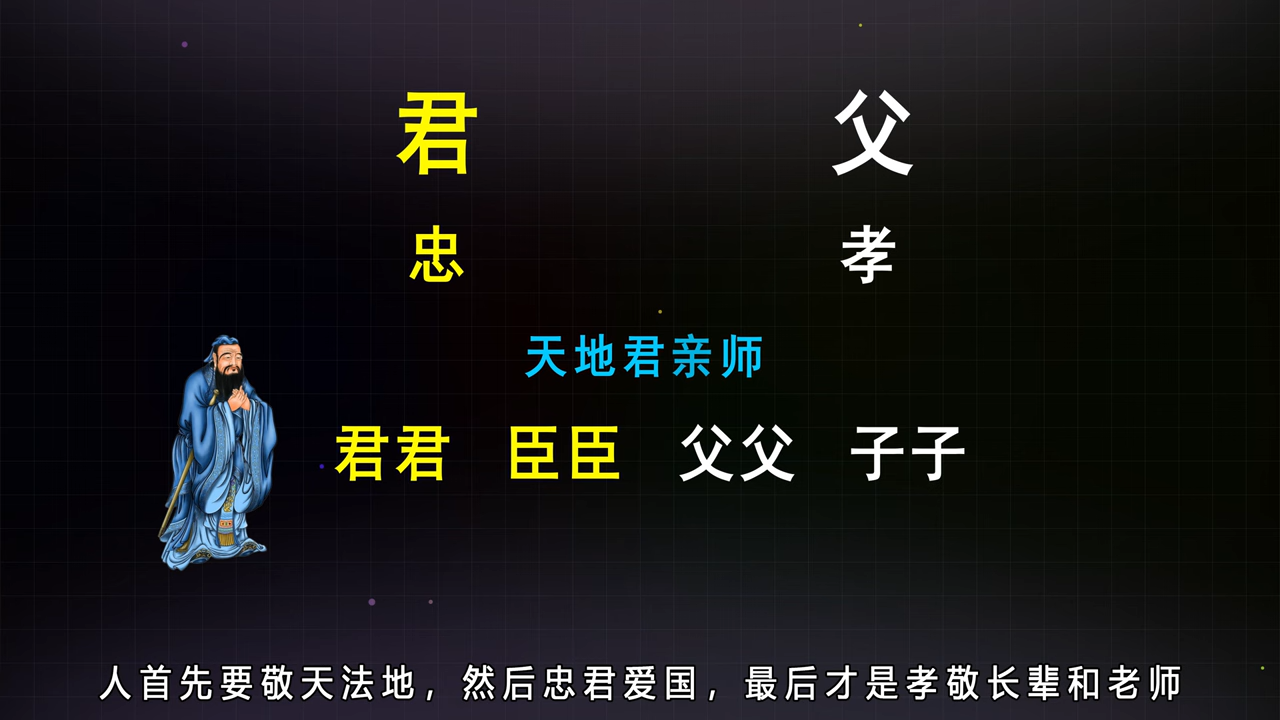 君 父
忠 孝
天地君亲师
君君 臣臣 父父 子子
人首先要敬天法地，然后忠君爱国，最后才是孝敬长辈和老师